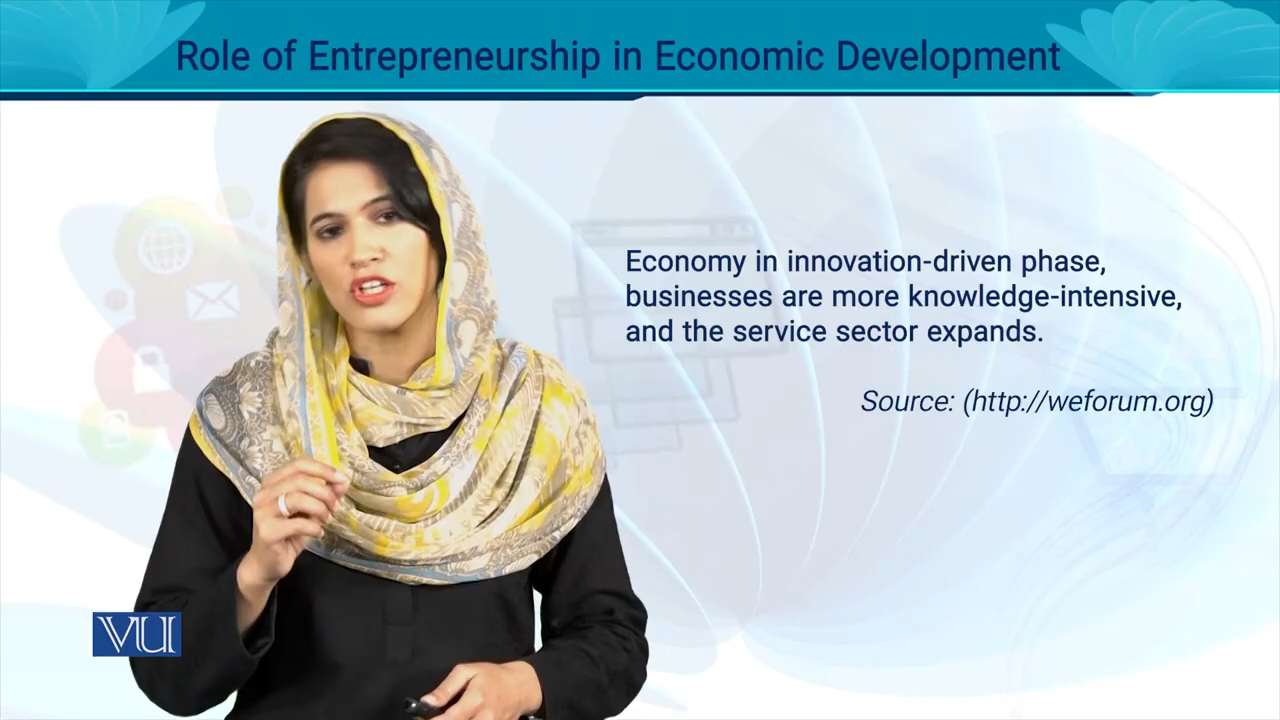 Role of Entrepreneurship in Economic Development
Economy in innovation-driven phase,
businesses are more knowledge-intensive,
and the service sector expands.
Source: (http://weforum.org)
VU